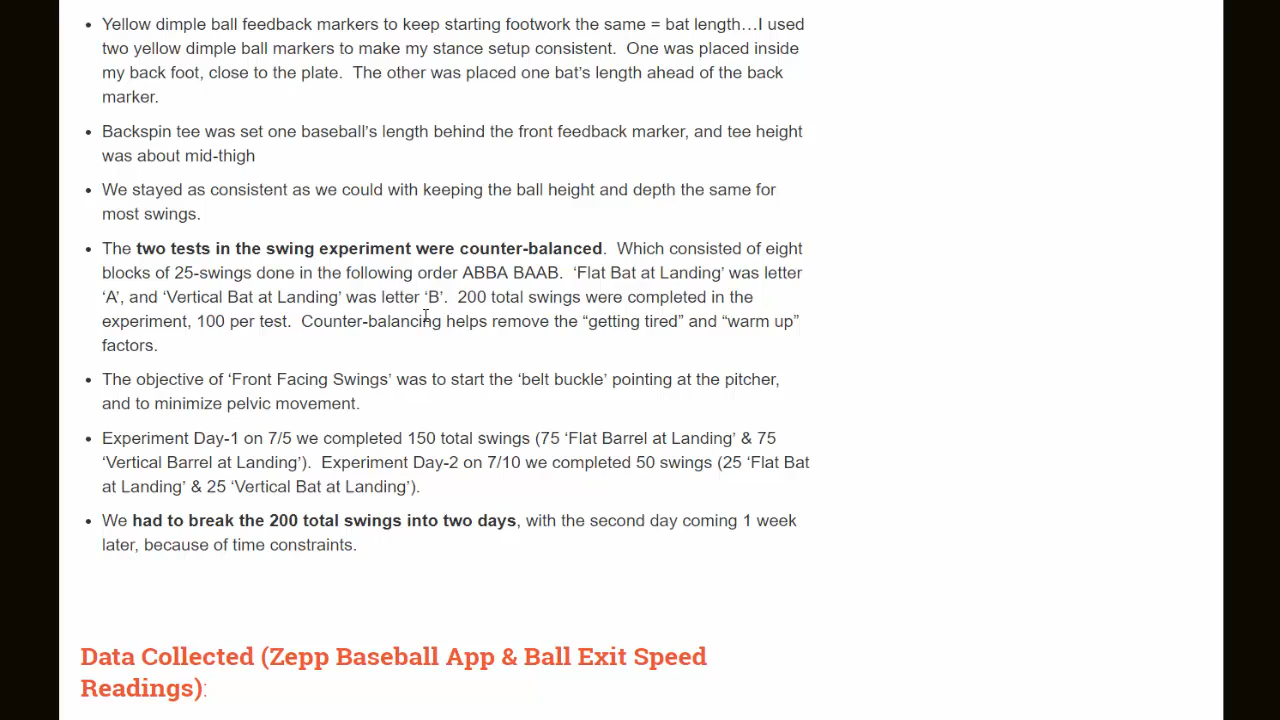 Yellow dimple ball feedback markers to keep starting footwork the same = bat length…I used
two yellow dimple ball markers to make my stance setup consistent.  One was placed inside
my back foot, close to the plate.  The other was placed one bat’s length ahead of the back
marker.
Backspin tee was set one baseball’s length behind the front feedback marker, and tee height
was about mid-thigh
We stayed as consistent as we could with keeping the ball height and depth the same for
most swings.
The two tests in the swing experiment were counter-balanced.  Which consisted of eight
blocks of 25-swings done in the following order ABBA BAAB.  ‘Flat Bat at Landing’ was letter
‘A’, and ‘Vertical Bat at Landing’ was letter ‘B’.  200 total swings were completed in the
experiment, 100 per test.  Counter-balancing helps remove the “getting tired” and “warm up”
factors.
The objective of ‘Front Facing Swings’ was to start the ‘belt buckle’ pointing at the pitcher,
and to minimize pelvic movement.
Experiment Day-1 on 7/5 we completed 150 total swings (75 ‘Flat Barrel at Landing’ & 75
‘Vertical Barrel at Landing’).  Experiment Day-2 on 7/10 we completed 50 swings (25 ‘Flat Bat
at Landing’ & 25 ‘Vertical Bat at Landing’).
We had to break the 200 total swings into two days, with the second day coming 1 week
later, because of time constraints.
Data Collected (Zepp Baseball App & Ball Exit Speed
Readings):